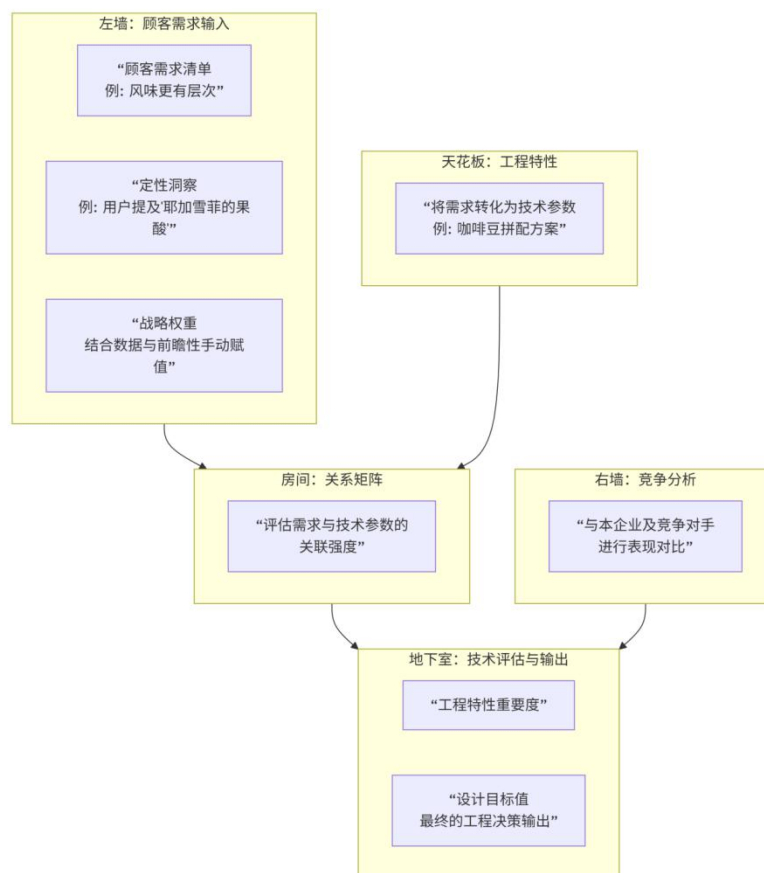 左墙：顾客需求输入
“顾客需求清单
例：风味更有层次”
“定性洞察
例：用户提及‘耶加雪菲的果
酸’”
“战略权重
结合数据与前瞻性手动赋
值”
天花板：工程特性
“将需求转化为技术参数
例：咖啡豆拼配方案”
房间：关系矩阵
“评估需求与技术参数的
关联强度”
右墙：竞争分析
“与本企业及竞争对手
进行表现对比”
地下室：技术评估与输出
“工程特性重要度”
“设计目标值
最终的工程决策输出”